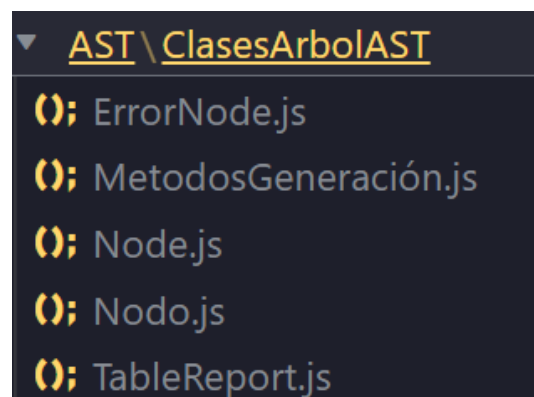 AST\ClasesArbolAST
(); ErrorNode.js
(); MetodosGeneración.js
(); Node.js
(); Nodo.js
(); TableReport.js